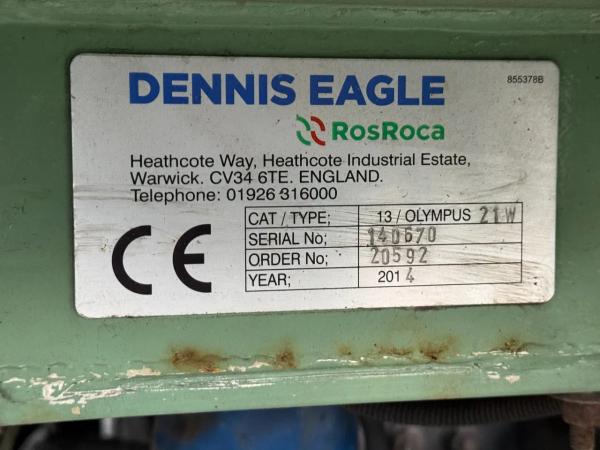 855378B
DENNIS EAGLE
RosRoca
Heathcote Way, Heathcote Industrial Estate,
Warwick. CV34 6TE. ENGLAND.
Telephone: 01926 316000
CE
CAT / TYPE; 13 / OLYMPUS 21W
SERIAL No; 140670
ORDER No; 20592
YEAR; 2014